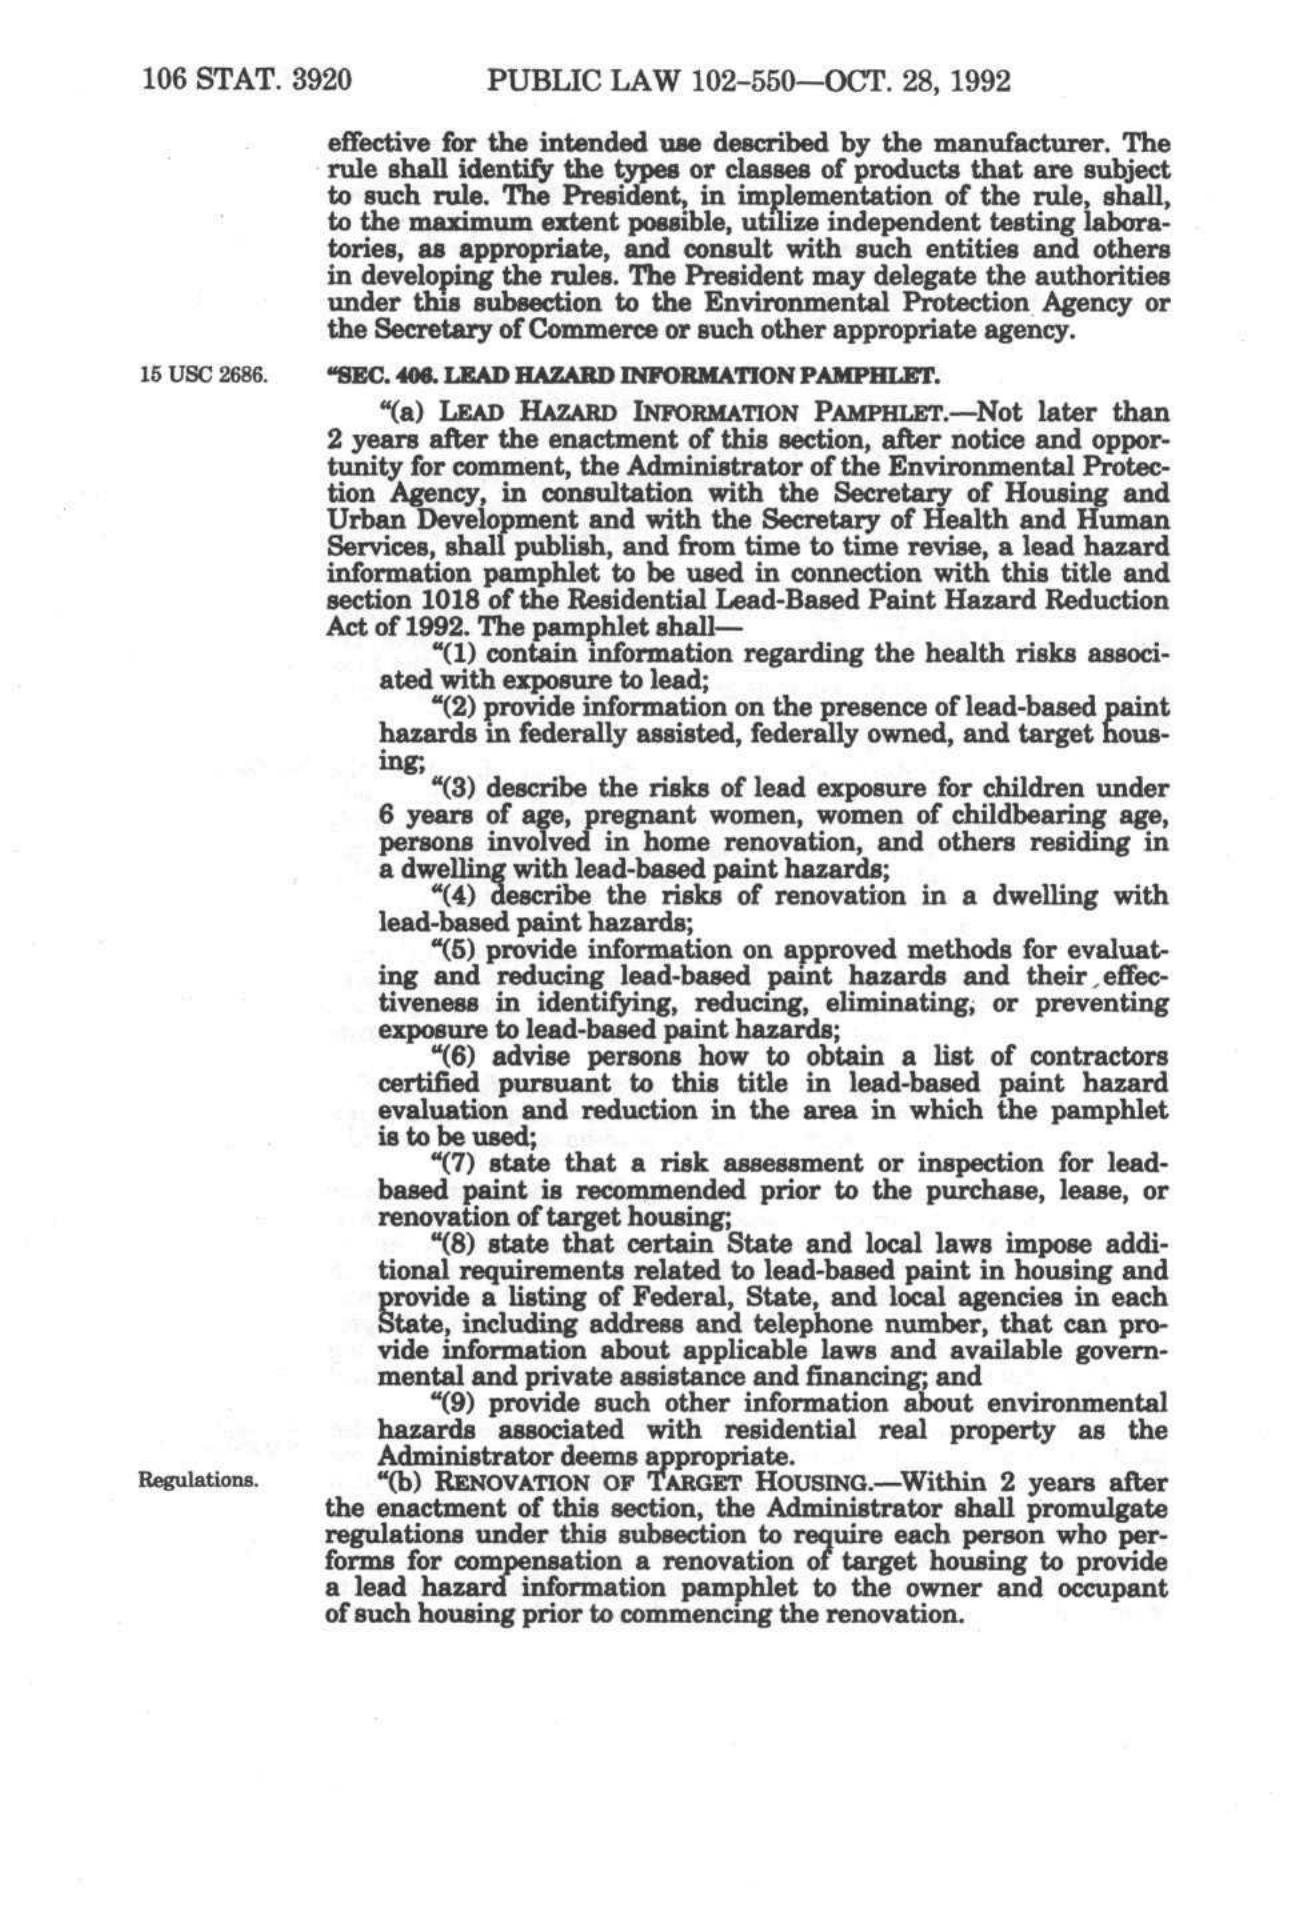 106 STAT. 3920 PUBLIC LAW 102-550—OCT. 28, 1992
effective for the intended use described by the manufacturer. The
rule shall identify the types or classes of products that are subject
to such rule. The President, in implementation of the rule, shall,
to the maximum extent possible, utilize independent testing labora-
tories, as appropriate, and consult with such entities and others
in developing the rules. The President may delegate the authorities
under this subsection to the Environmental Protection Agency or
the Secretary of Commerce or such other appropriate agency.
15 USC 2686. "SEC. 406. LEAD HAZARD INFORMATION PAMPHLET.
"(a) LEAD HAZARD INFORMATION PAMPHLET.—Not later than
2 years after the enactment of this section, after notice and oppor-
tunity for comment, the Administrator of the Environmental Protec-
tion Agency, in consultation with the Secretary of Housing and
Urban Development and with the Secretary of Health and Human
Services, shall publish, and from time to time revise, a lead hazard
information pamphlet to be used in connection with this title and
section 1018 of the Residential Lead-Based Paint Hazard Reduction
Act of 1992. The pamphlet shall—
"(1) contain information regarding the health risks associ-
ated with exposure to lead;
"(2) provide information on the presence of lead-based paint
hazards in federally assisted, federally owned, and target hous-
ing;
"(3) describe the risks of lead exposure for children under
6 years of age, pregnant women, women of childbearing age,
persons involved in home renovation, and others residing in
a dwelling with lead-based paint hazards;
"(4) describe the risks of renovation in a dwelling with
lead-based paint hazards;
"(5) provide information on approved methods for evaluat-
ing and reducing lead-based paint hazards and their effec-
tiveness in identifying, reducing, eliminating, or preventing
exposure to lead-based paint hazards;
"(6) advise persons how to obtain a list of contractors
certified pursuant to this title in lead-based paint hazard
evaluation and reduction in the area in which the pamphlet
is to be used;
"(7) state that a risk assessment or inspection for lead-
based paint is recommended prior to the purchase, lease, or
renovation of target housing;
"(8) state that certain State and local laws impose addi-
tional requirements related to lead-based paint in housing and
provide a listing of Federal, State, and local agencies in each
State, including address and telephone number, that can pro-
vide information about applicable laws and available govern-
mental and private assistance and financing; and
"(9) provide such other information about environmental
hazards associated with residential real property as the
Administrator deems appropriate.
Regulations. "(b) RENOVATION OF TARGET HOUSING.—Within 2 years after
the enactment of this section, the Administrator shall promulgate
regulations under this subsection to require each person who per-
forms for compensation a renovation of target housing to provide
a lead hazard information pamphlet to the owner and occupant
of such housing prior to commencing the renovation.